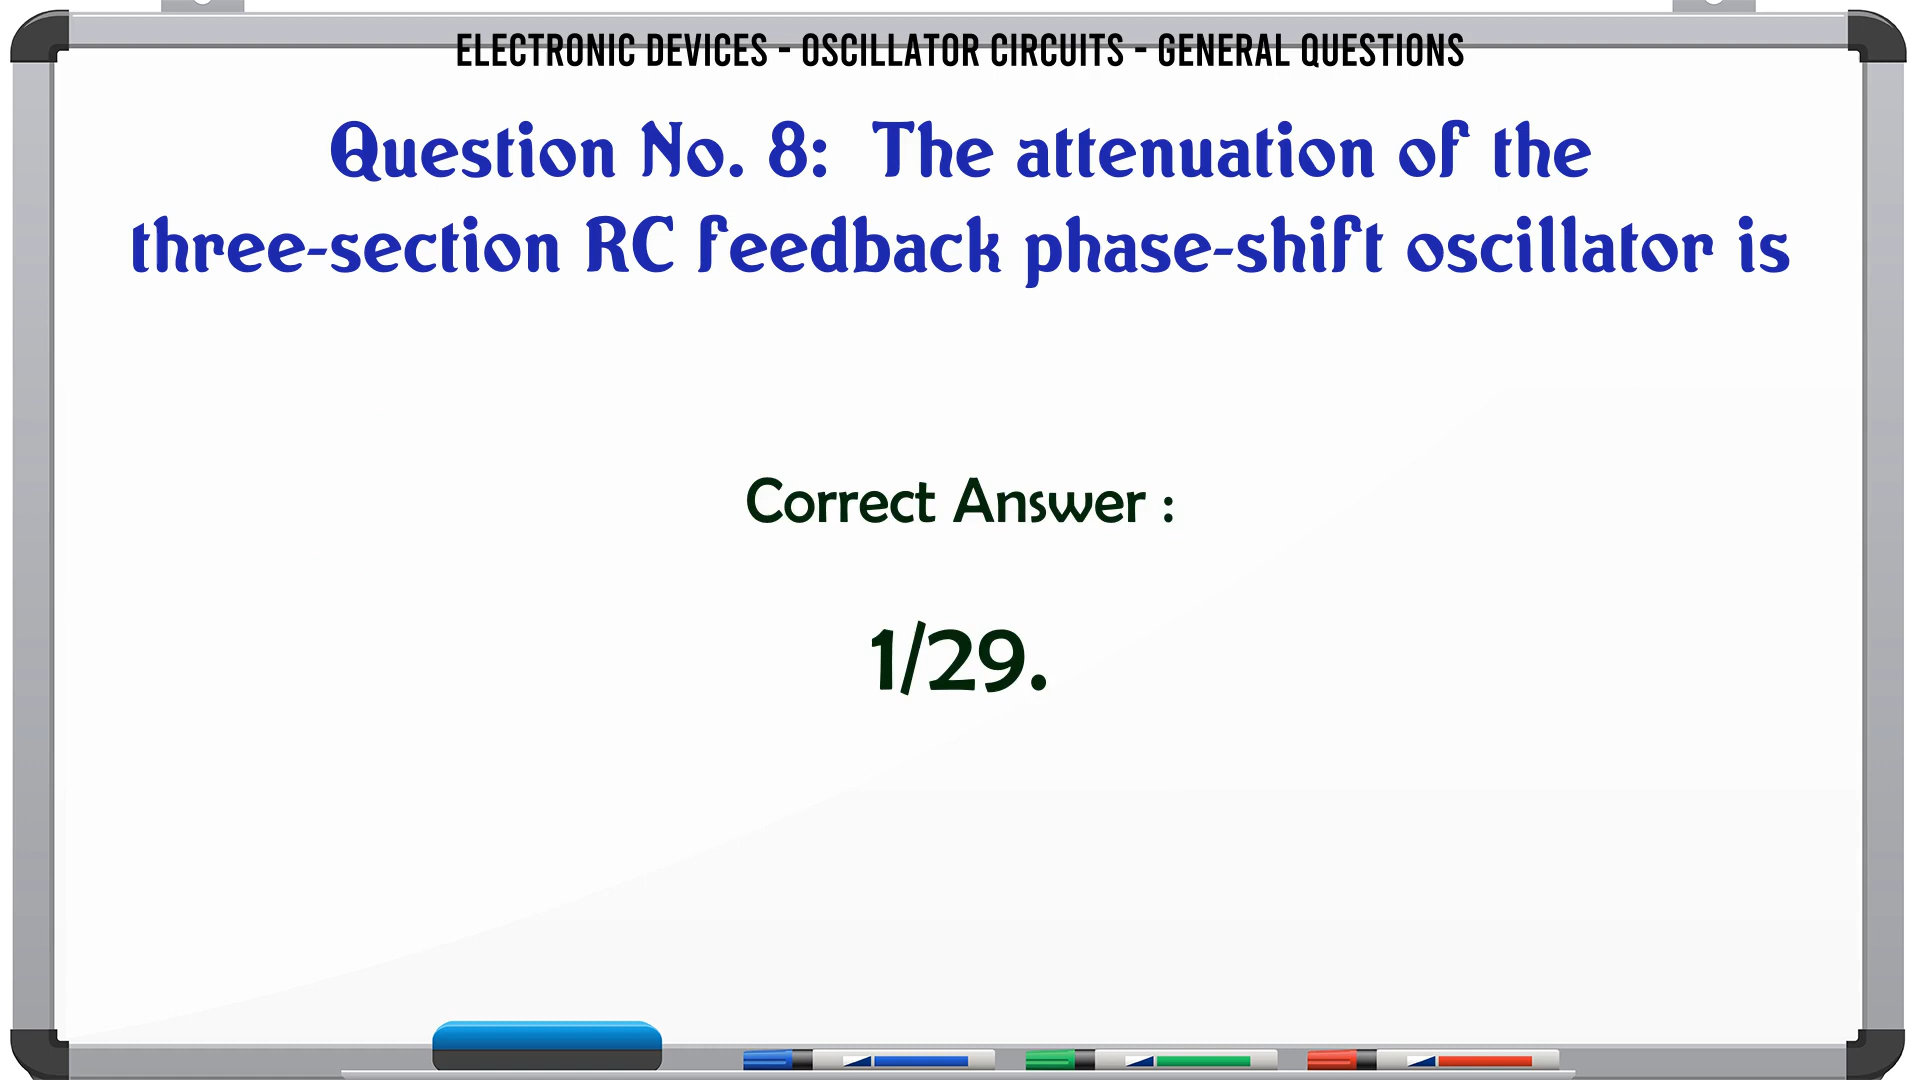 ELECTRONIC DEVICES - OSCILLATOR CIRCUITS - GENERAL QUESTIONS
Question No. 8: The attenuation of the
three-section RC feedback phase-shift oscillator is
Correct Answer :
1/29.